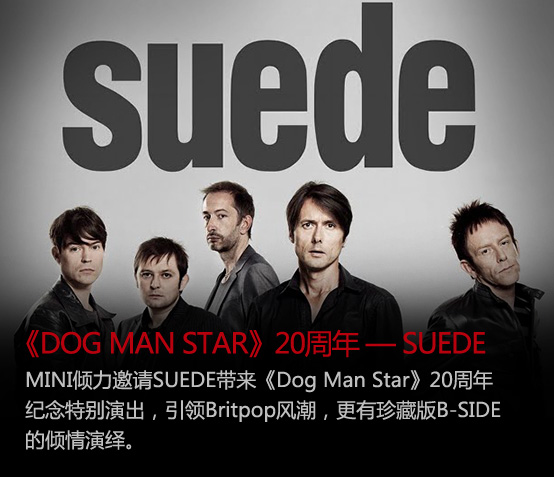 suede
《DOG MAN STAR》20周年 — SUEDE
MINI倾力邀请SUEDE带来《Dog Man Star》20周年
纪念特别演出，引领Britpop风潮，更有珍藏版B-SIDE
的倾情演绎。